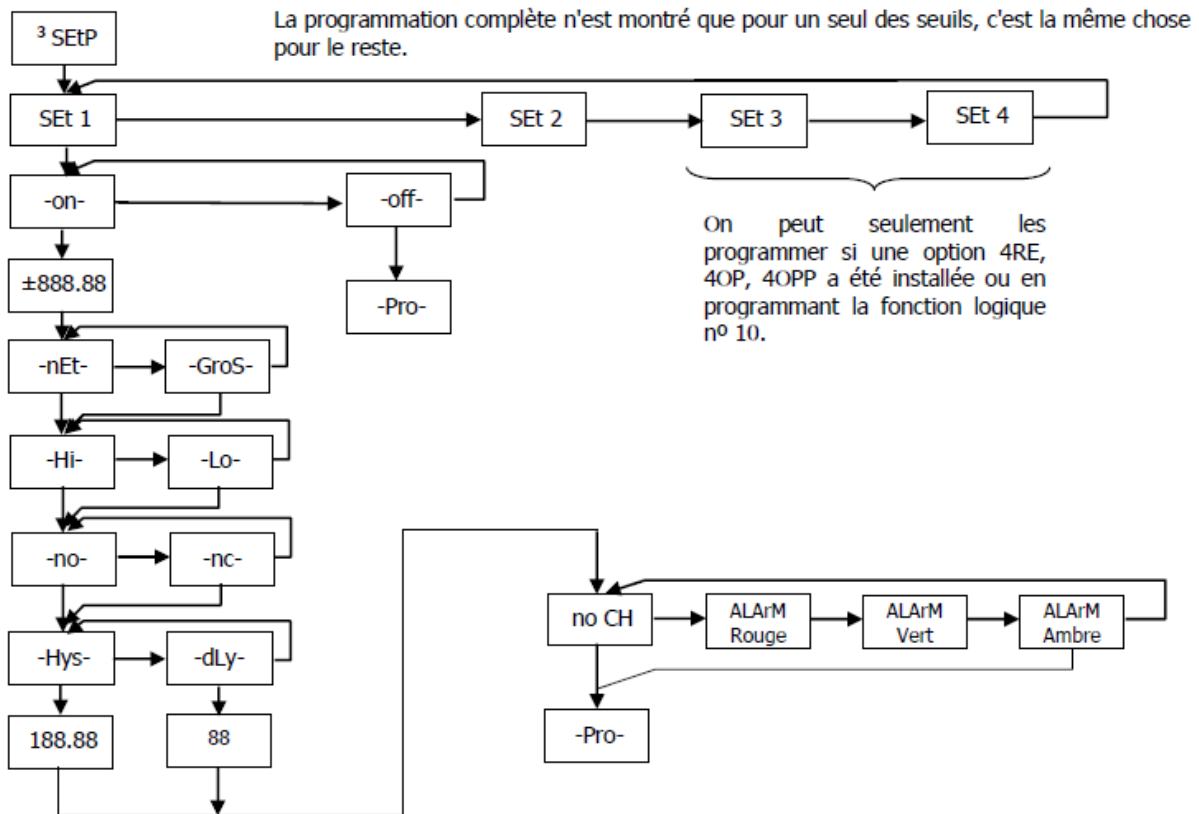 La programmation complète n'est montré que pour un seul des seuils, c'est la même chose
pour le reste.
³ SEtP
SEt 1
SEt 2
SEt 3
SEt 4
-on-
-off-
On peut seulement les
programmer si une option 4RE,
4OP, 4OPP a été installée ou en
programmant la fonction logique
nº 10.
±888.88
-Pro-
-nEt-
-GroS-
-Hi-
-Lo-
-no-
-nc-
no CH
ALArM
Rouge
ALArM
Vert
ALArM
Ambre
-Hys-
-dLy-
188.88
88
-Pro-